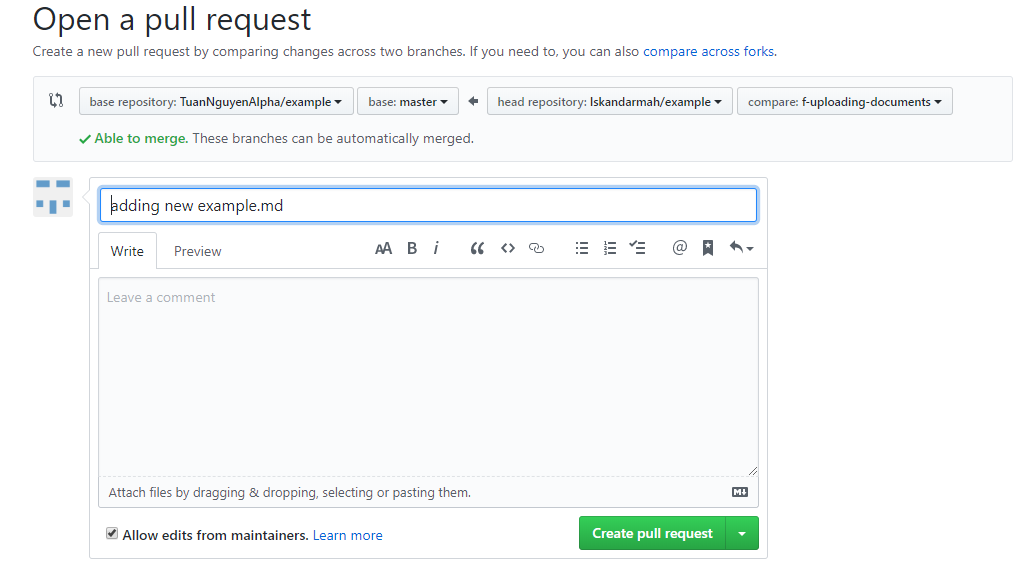 Open a pull request
Create a new pull request by comparing changes across two branches. If you need to, you can also compare across forks.
base repository: TuanNguyenAlpha/example base: master head repository: Iskandarmah/example compare: f-uploading-documents
Able to merge. These branches can be automatically merged.
adding new example.md
Write Preview AA B i
Leave a comment
Attach files by dragging & dropping, selecting or pasting them.
Allow edits from maintainers. Learn more Create pull request